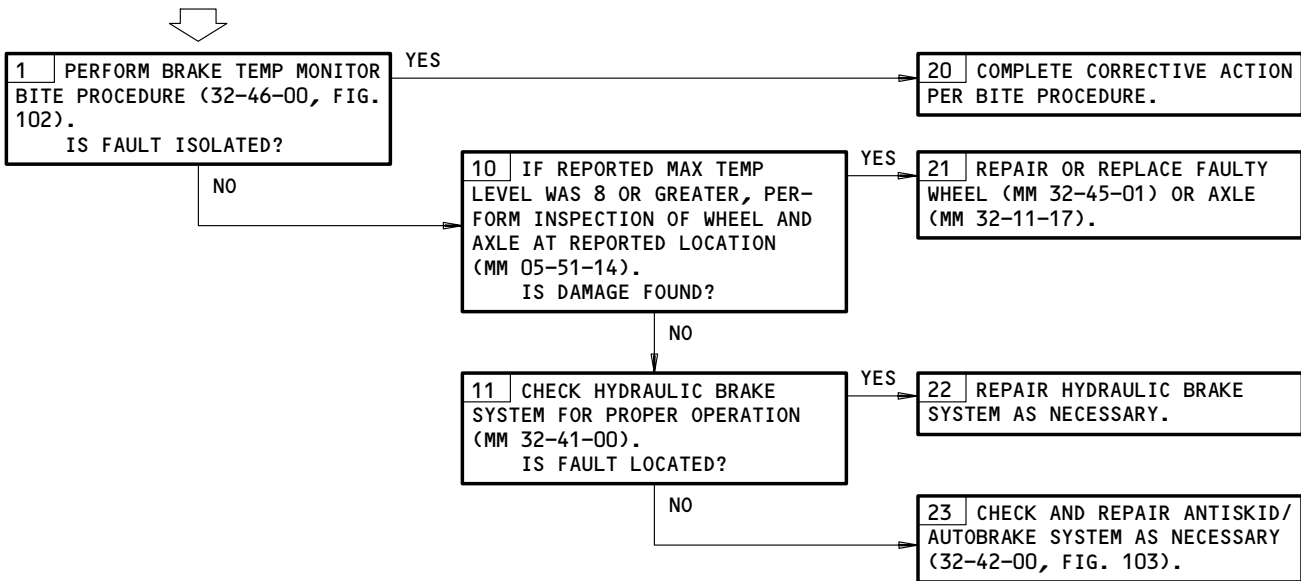 1 PERFORM BRAKE TEMP MONITOR
BITE PROCEDURE (32-46-00, FIG.
102).
IS FAULT ISOLATED?
YES
20 COMPLETE CORRECTIVE ACTION
PER BITE PROCEDURE.
NO
10 IF REPORTED MAX TEMP
LEVEL WAS 8 OR GREATER, PER-
FORM INSPECTION OF WHEEL AND
AXLE AT REPORTED LOCATION
(MM 05-51-14).
IS DAMAGE FOUND?
YES
21 REPAIR OR REPLACE FAULTY
WHEEL (MM 32-45-01) OR AXLE
(MM 32-11-17).
NO
11 CHECK HYDRAULIC BRAKE
SYSTEM FOR PROPER OPERATION
(MM 32-41-00).
IS FAULT LOCATED?
YES
22 REPAIR HYDRAULIC BRAKE
SYSTEM AS NECESSARY.
NO
23 CHECK AND REPAIR ANTISKID/
AUTOBRAKE SYSTEM AS NECESSARY
(32-42-00, FIG. 103).